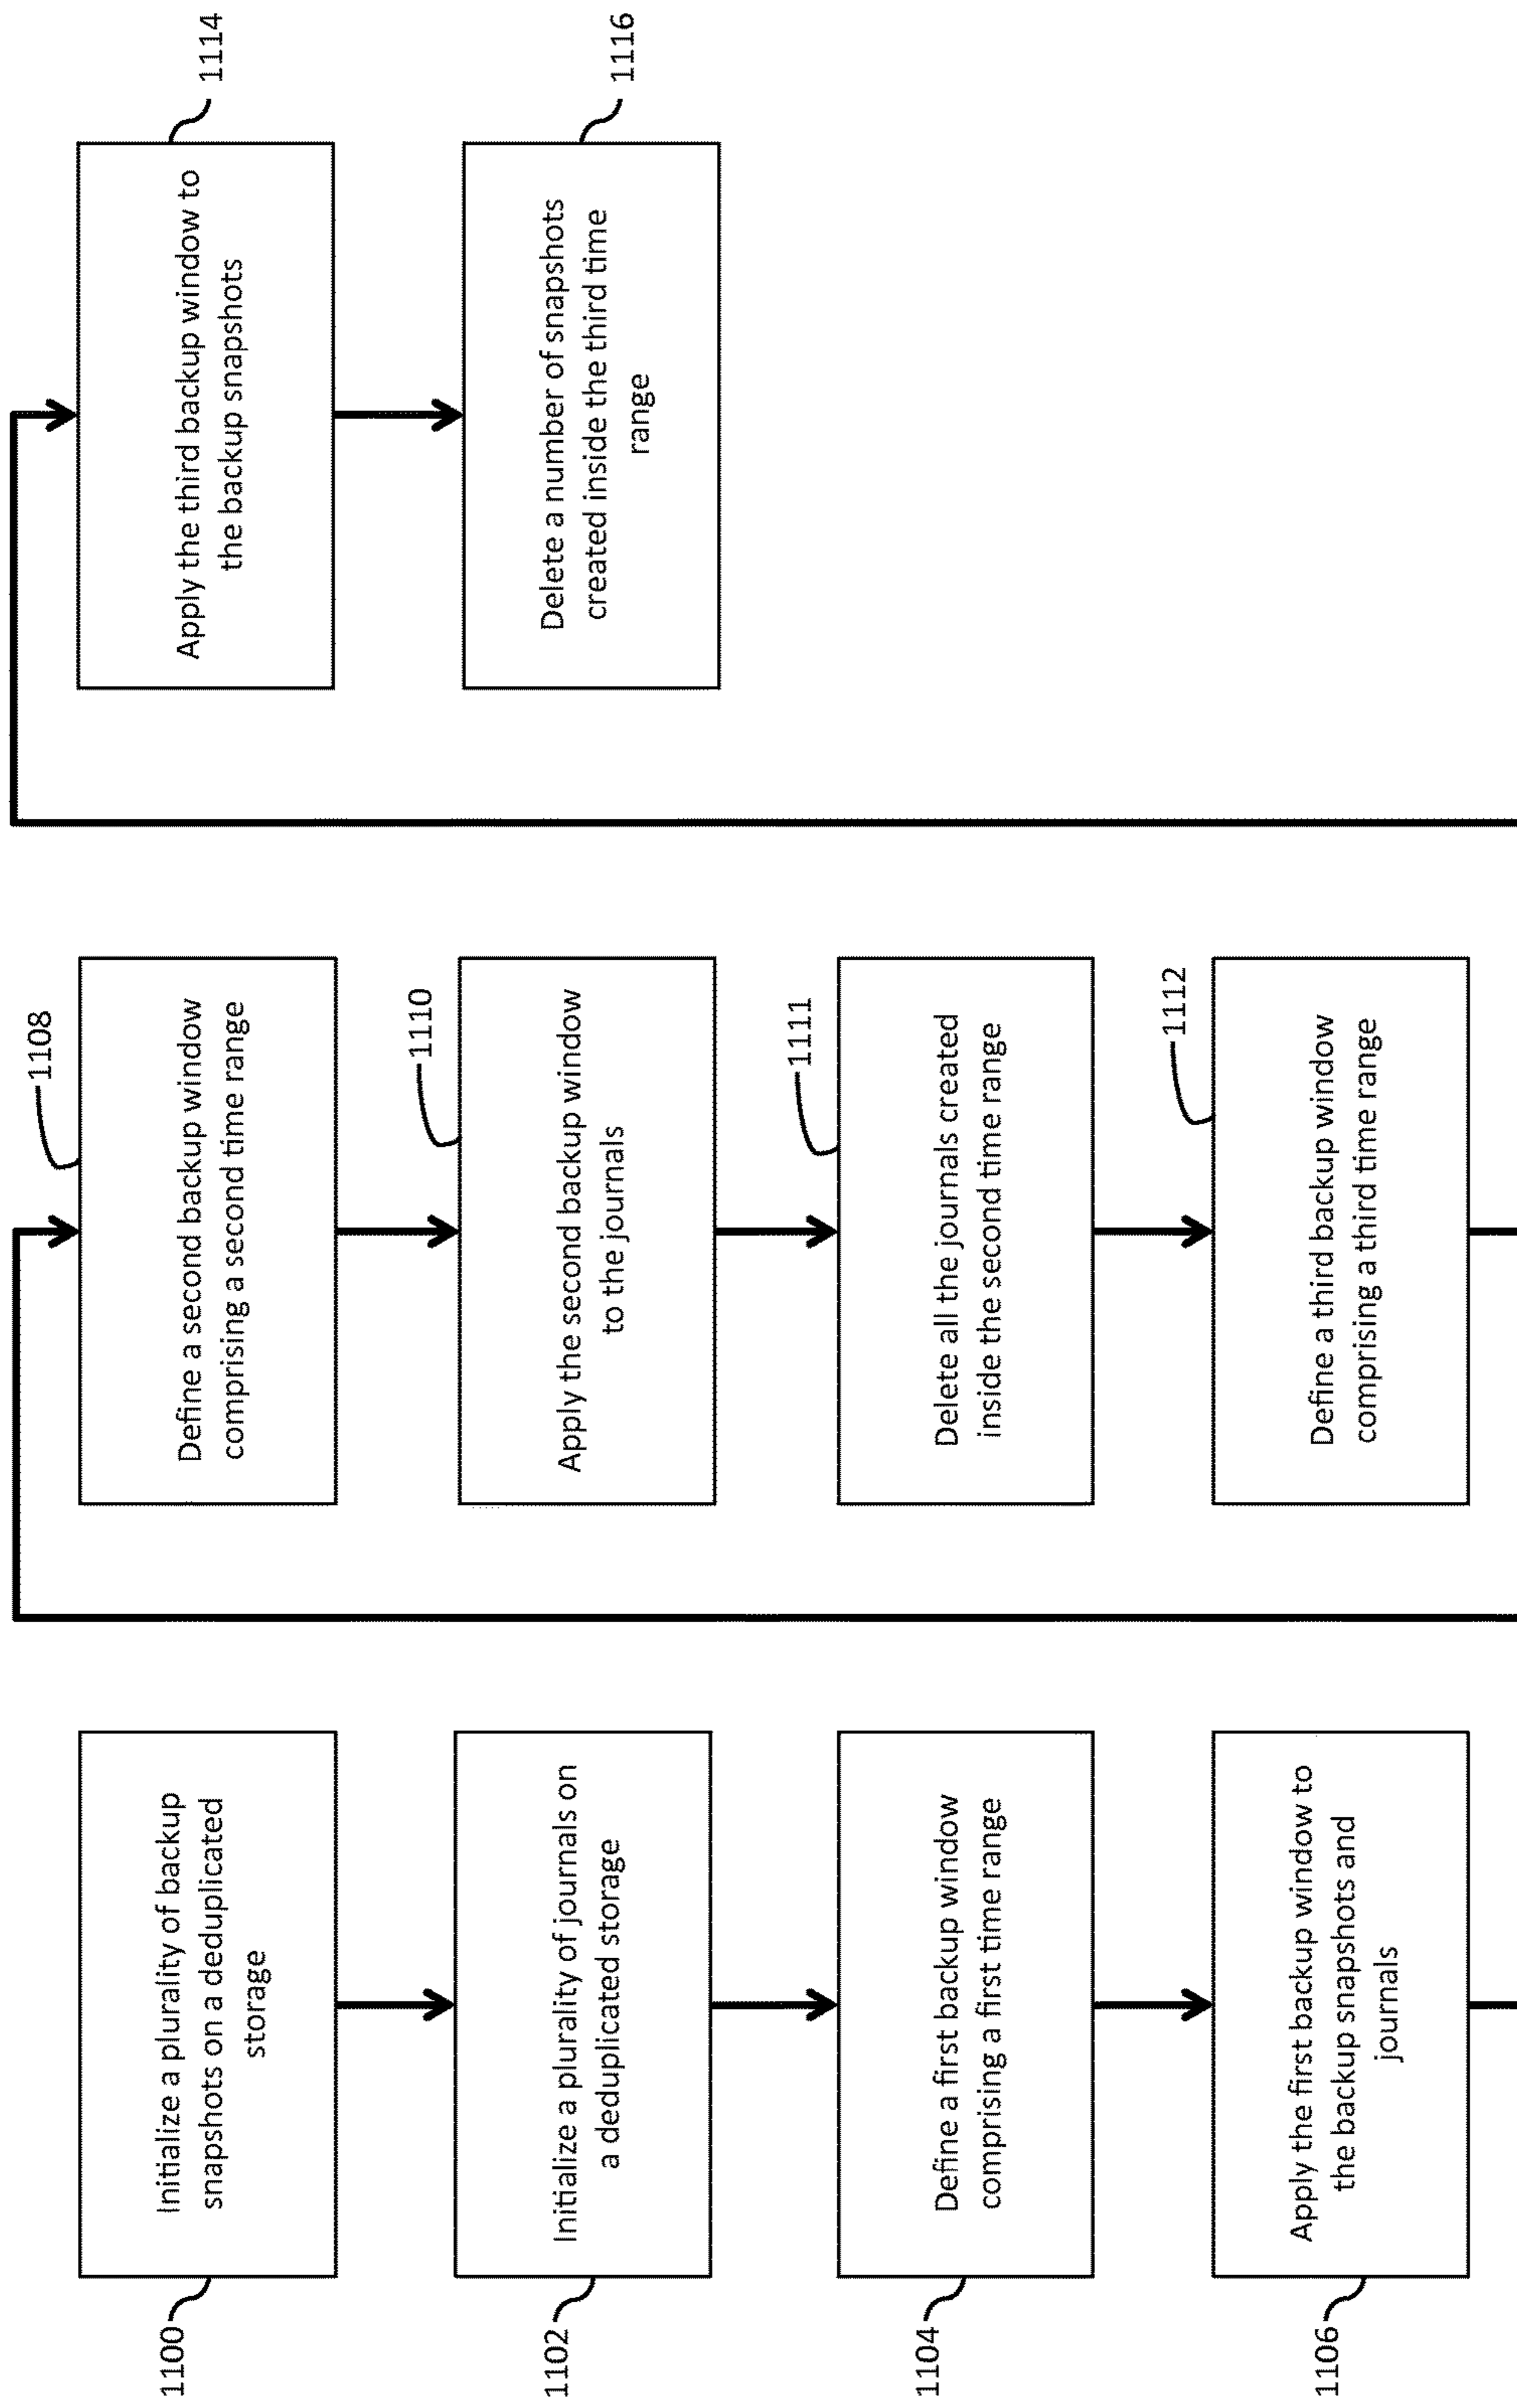 1100
Initialize a plurality of backup
snapshots on a deduplicated
storage
1102
Initialize a plurality of journals on
a deduplicated storage
1104
Define a first backup window
comprising a first time range
1106
Apply the first backup window to
the backup snapshots and
journals
1108
Define a second backup window
comprising a second time range
1110
Apply the second backup window
to the journals
1111
Delete all the journals created
inside the second time range
1112
Define a third backup window
comprising a third time range
1114
Apply the third backup window to
the backup snapshots
1116
Delete a number of snapshots
created inside the third time
range